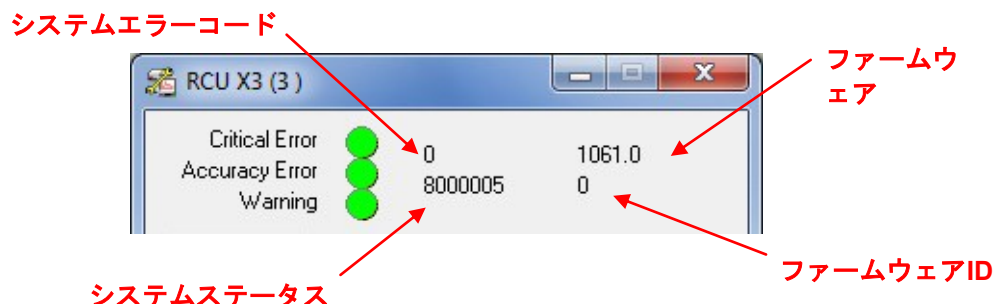 システムエラーコード
RCU X3 (3 )
ファームウ
ェア
Critical Error
0
1061.0
Accuracy Error
8000005
0
Warning
ファームウェアID
システムステータス